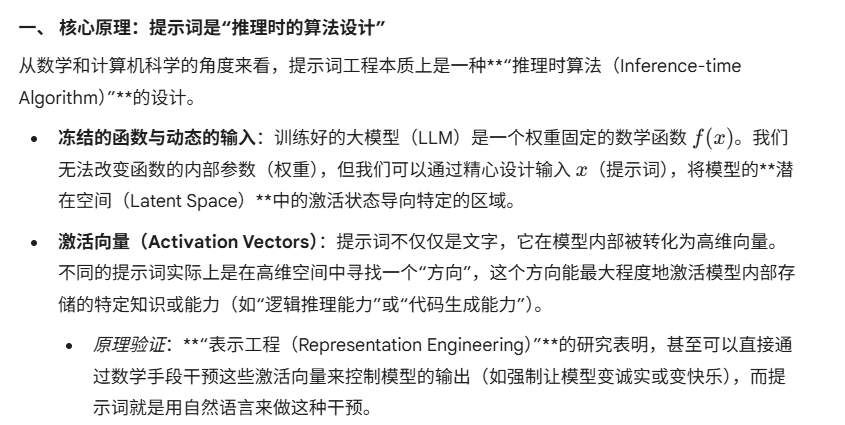 一、 核心原理：提示词是“推理时的算法设计”
从数学和计算机科学的角度来看，提示词工程本质上是一种**“推理时算法（Inference-time
Algorithm）”**的设计。
• 冻结的函数与动态的输入：训练好的大模型（LLM）是一个权重固定的数学函数 f(x)。我们
无法改变函数的内部参数（权重），但我们可以通过精心设计输入 x（提示词），将模型的**潜
在空间（Latent Space）**中的激活状态导向特定的区域。
• 激活向量（Activation Vectors）：提示词不仅仅是文字，它在模型内部被转化为高维向量。
不同的提示词实际上是在高维空间中寻找一个“方向”，这个方向能最大程度地激活模型内部存
储的特定知识或能力（如“逻辑推理能力”或“代码生成能力”）。
• 原理验证：**“表示工程（Representation Engineering）”**的研究表明，甚至可以直接通
过数学手段干预这些激活向量来控制模型的输出（如强制让模型变诚实或变快乐），而提
示词就是用自然语言来做这种干预。